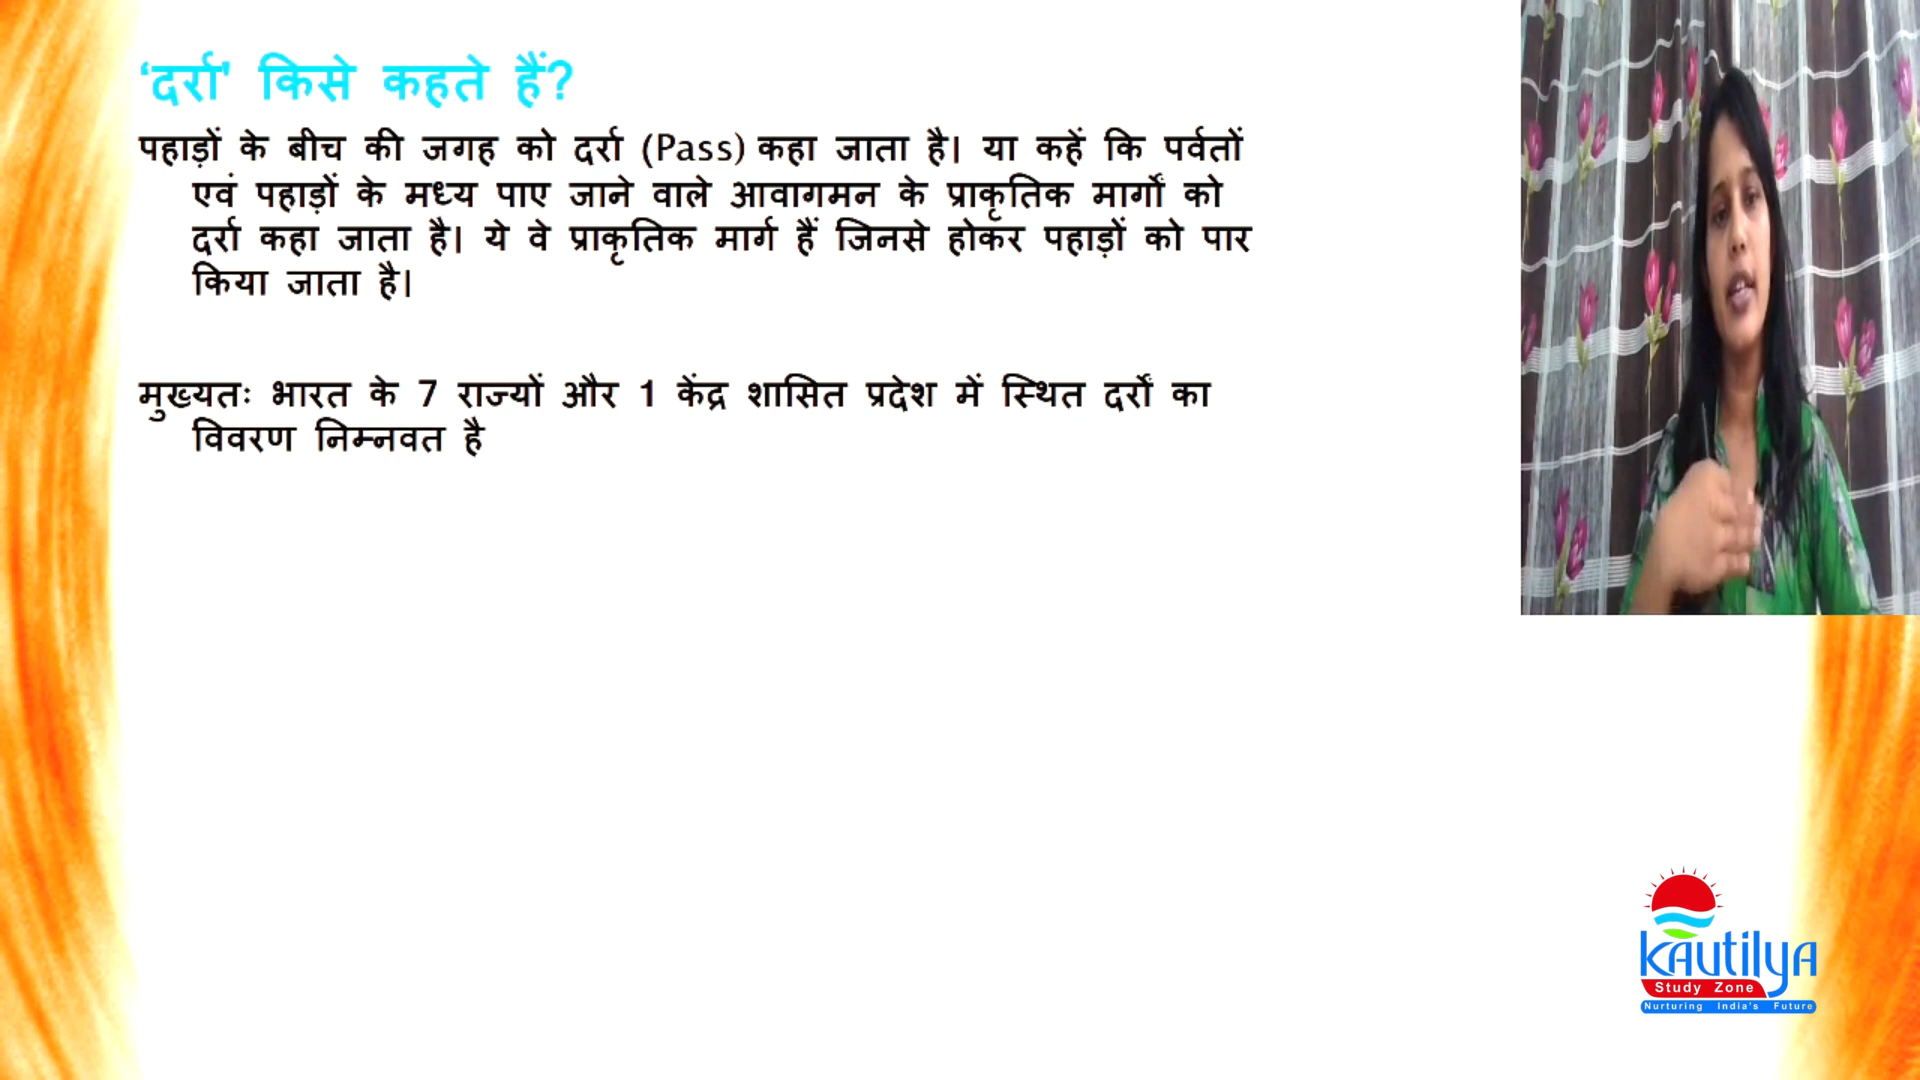 ‘दर्रा' किसे कहते हैं?
पहाड़ों के बीच की जगह को दर्रा (Pass) कहा जाता है। या कहें कि पर्वतों
एवं पहाड़ों के मध्य पाए जाने वाले आवागमन के प्राकृतिक मार्गों को
दर्रा कहा जाता है। ये वे प्राकृतिक मार्ग हैं जिनसे होकर पहाड़ों को पार
किया जाता है।
मुख्यतः भारत के 7 राज्यों और 1 केंद्र शासित प्रदेश में स्थित दर्रों का
विवरण निम्नवत है
kautilya
Study Zone
Nurturing India's Future